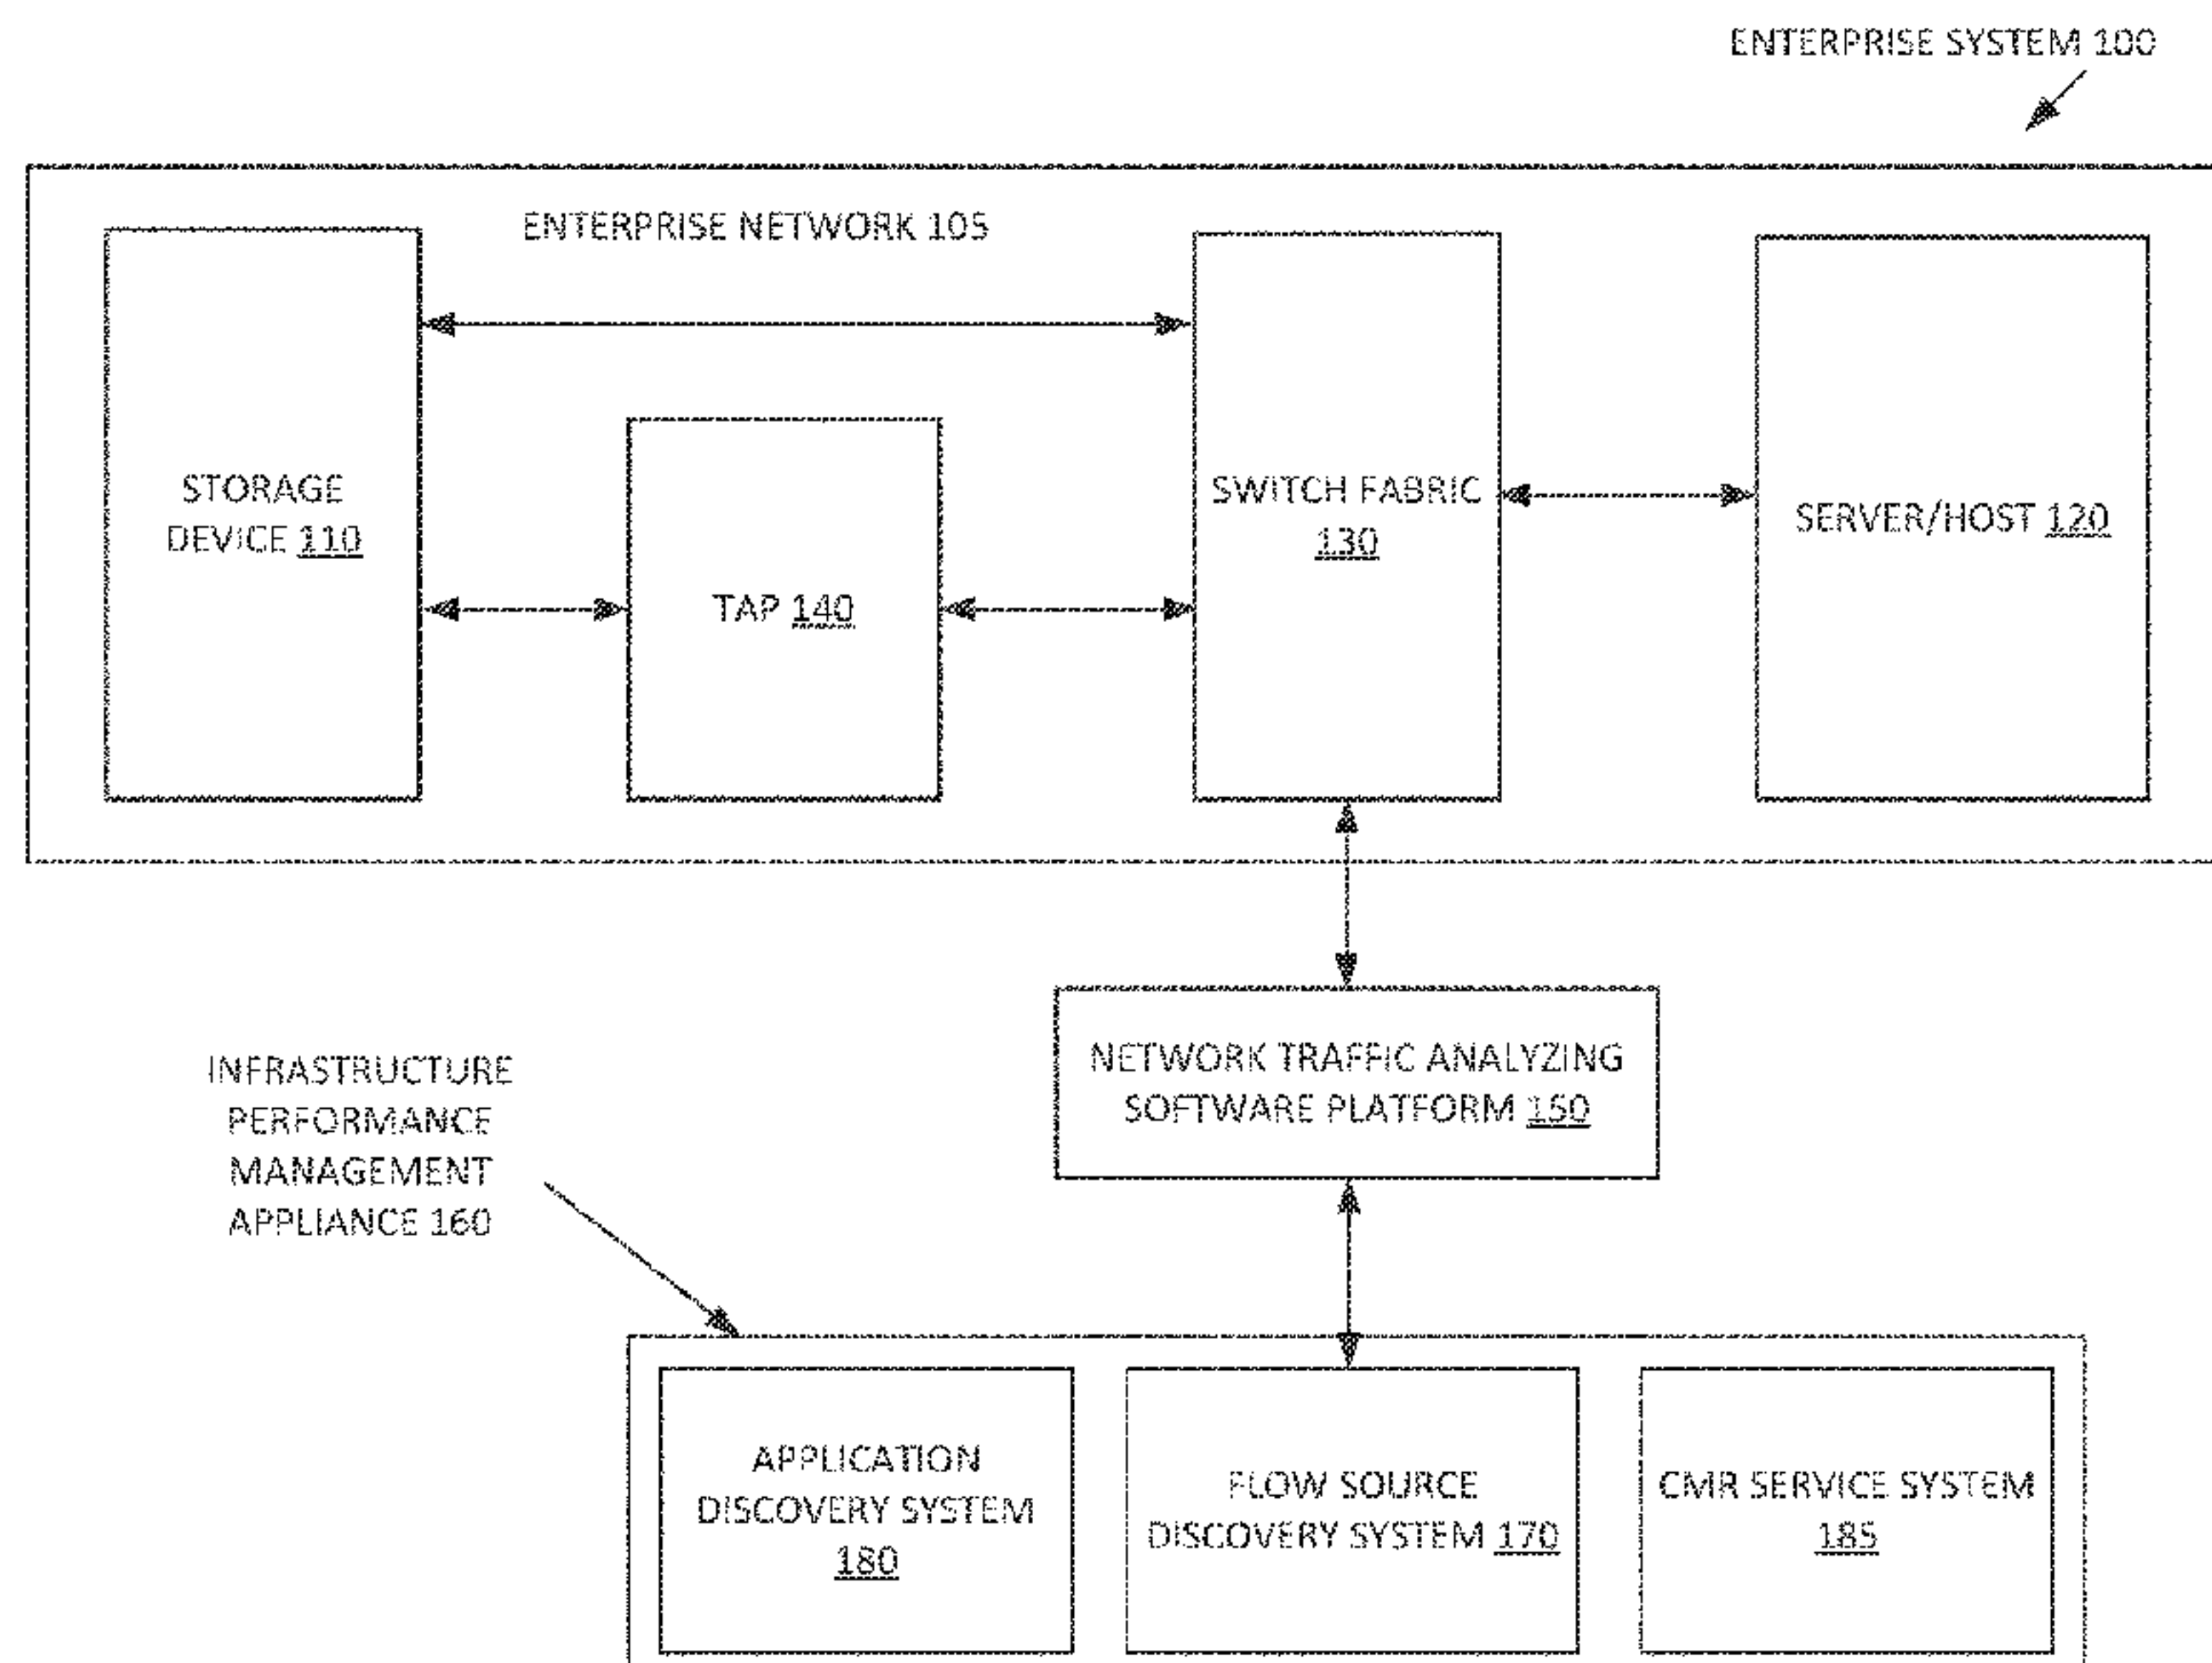 ENTERPRISE SYSTEM 100
ENTERPRISE NETWORK 105
STORAGE
DEVICE 110
TAP 140
SWITCH FABRIC
130
SERVER/HOST 120
NETWORK TRAFFIC ANALYZING
SOFTWARE PLATFORM 150
INFRASTRUCTURE
PERFORMANCE
MANAGEMENT
APPLIANCE 160
APPLICATION
DISCOVERY SYSTEM
180
FLOW SOURCE
DISCOVERY SYSTEM 170
CMR SERVICE SYSTEM
185